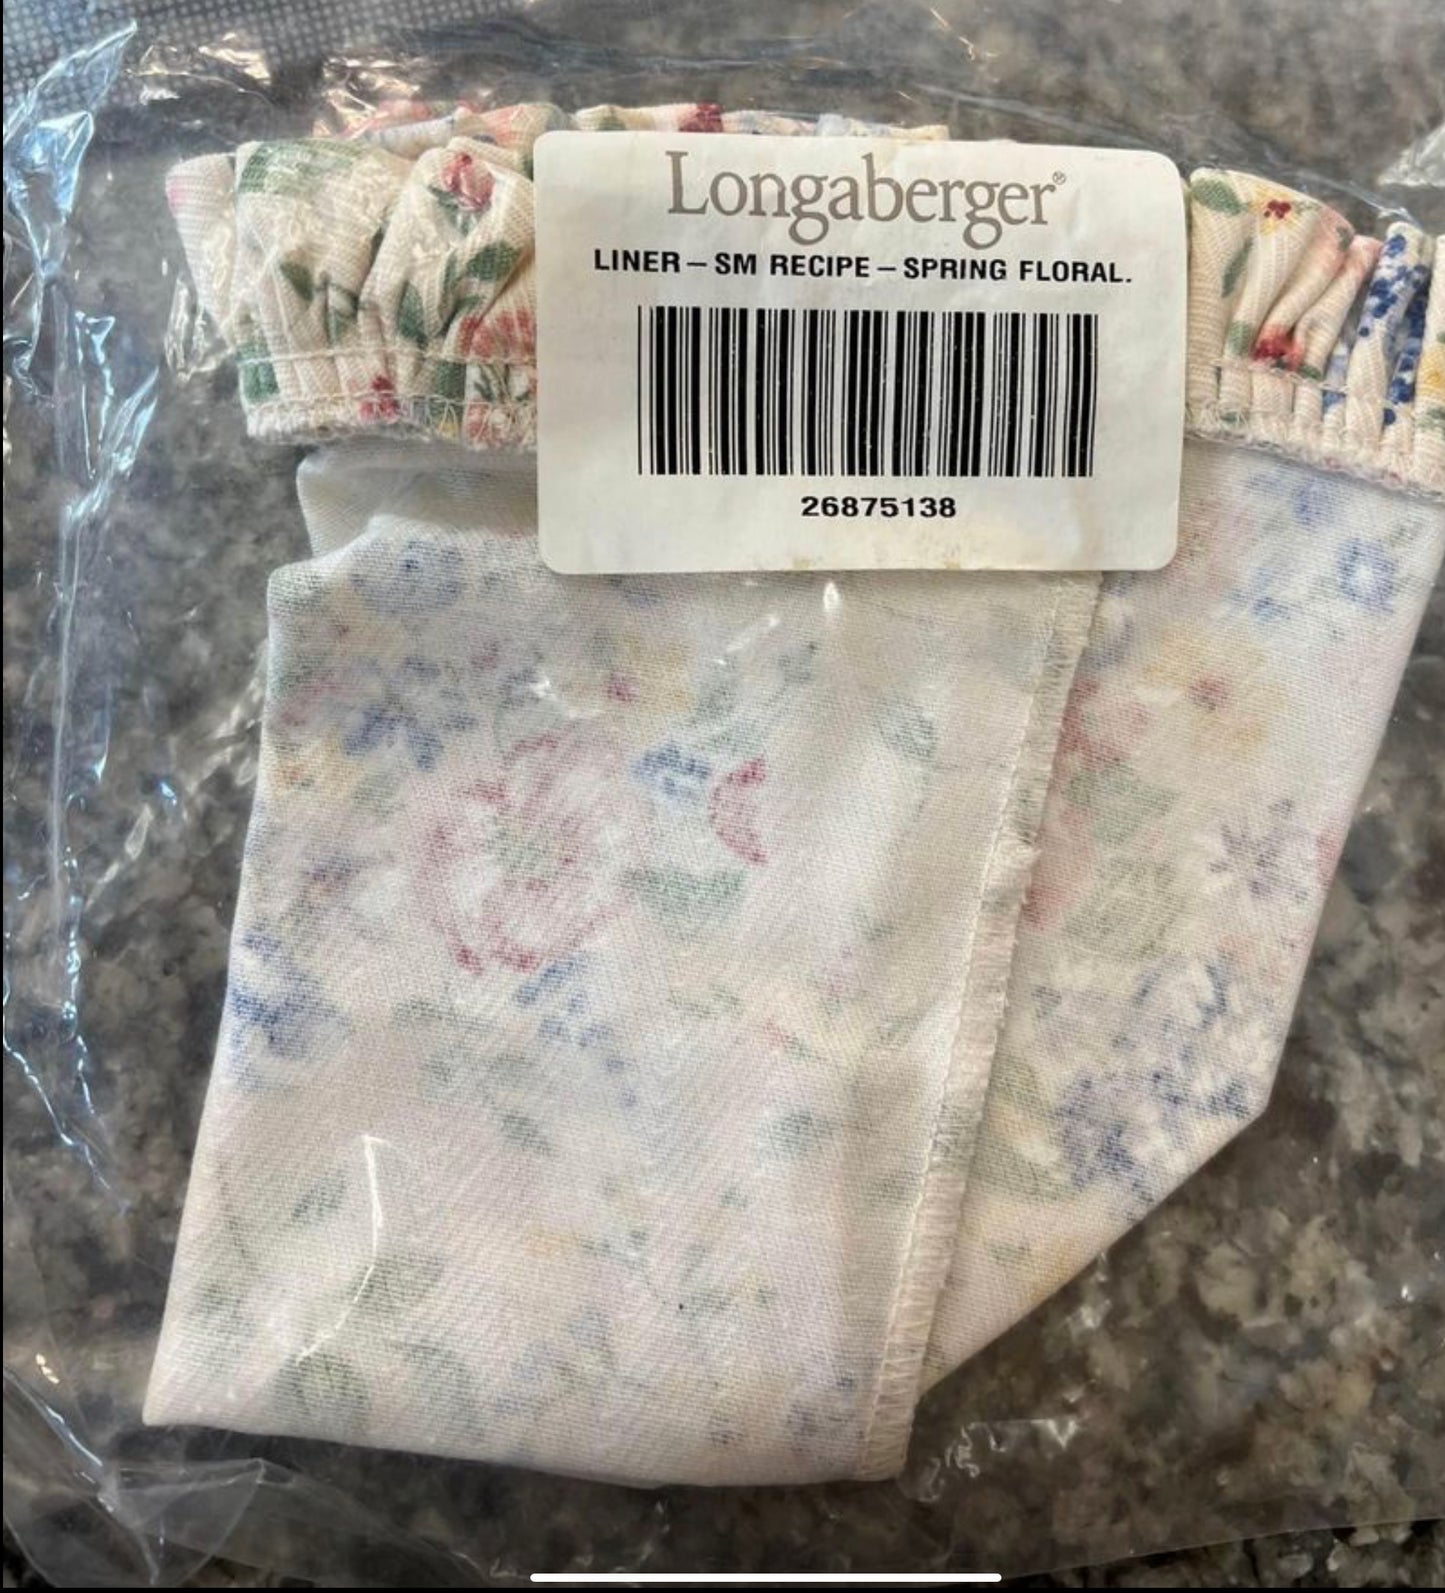 Longaberger®
LINER – SM RECIPE – SPRING FLORAL.
26875138